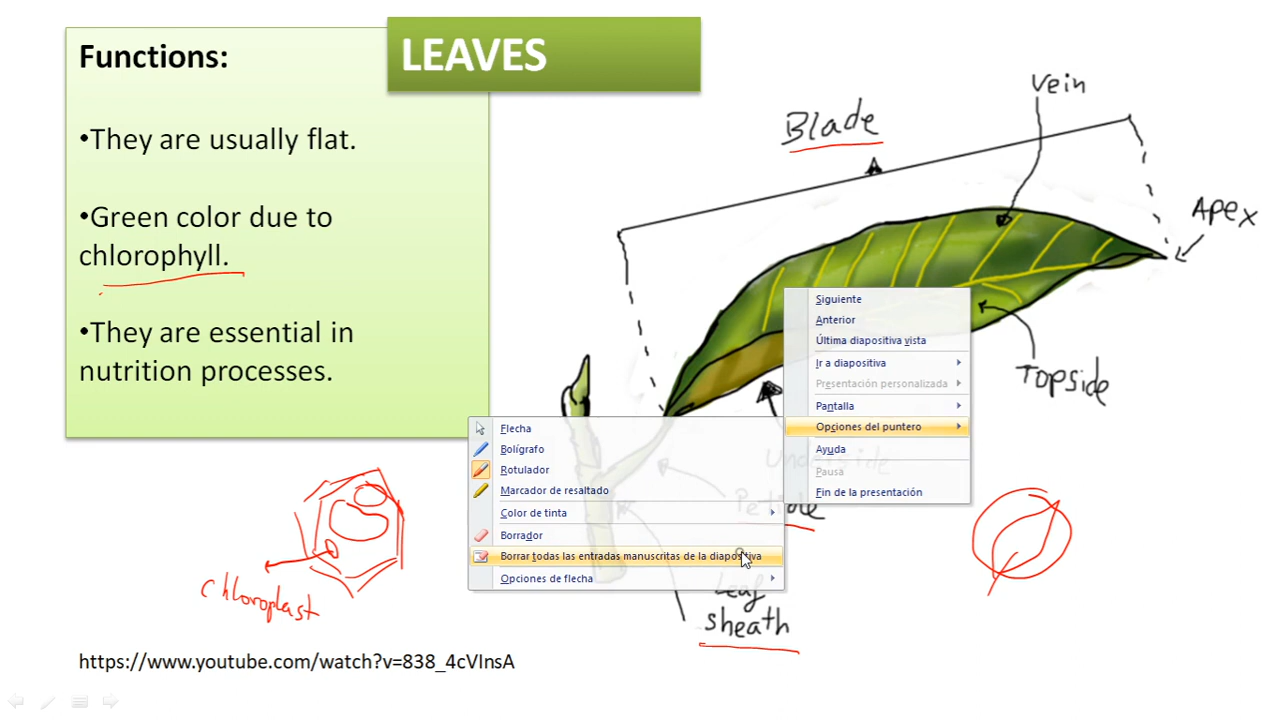 Functions:
LEAVES
•They are usually flat.
•Green color due to
chlorophyll.
•They are essential in
nutrition processes.
Vein
Blade
Apex
Topside
Underside
Petiole
Leaf
sheath
chloroplast
Siguiente
Anterior
Última diapositiva vista
Ir a diapositiva
Presentación personalizada
Pantalla
Opciones del puntero
Ayuda
Pausa
Fin de la presentación
Flecha
Bolígrafo
Rotulador
Marcador de resaltado
Color de tinta
Borrador
Borrar todas las entradas manuscritas de la diapositiva
Opciones de flecha
https://www.youtube.com/watch?v=838_4cVInsA